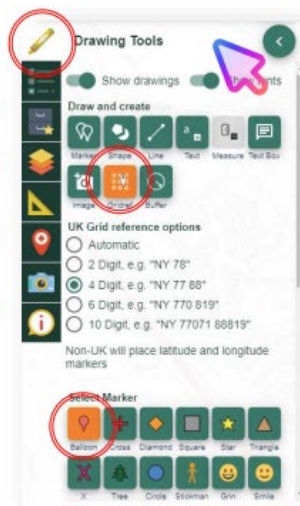 Drawing Tools
Show drawings Show hints
Draw and create
Marker Shape Line Text Measure Text Box
Image Gridref Buffer
UK Grid reference options
Automatic
2 Digit, e.g. "NY 78"
4 Digit, e.g. "NY 77 88"
6 Digit, e.g. "NY 770 819"
10 Digit, e.g. "NY 77071 88819"
Non-UK will place latitude and longitude
markers
Select Marker
Balloon Cross Diamond Square Star Triangle
X Tree Circle Stickman Grin Smile